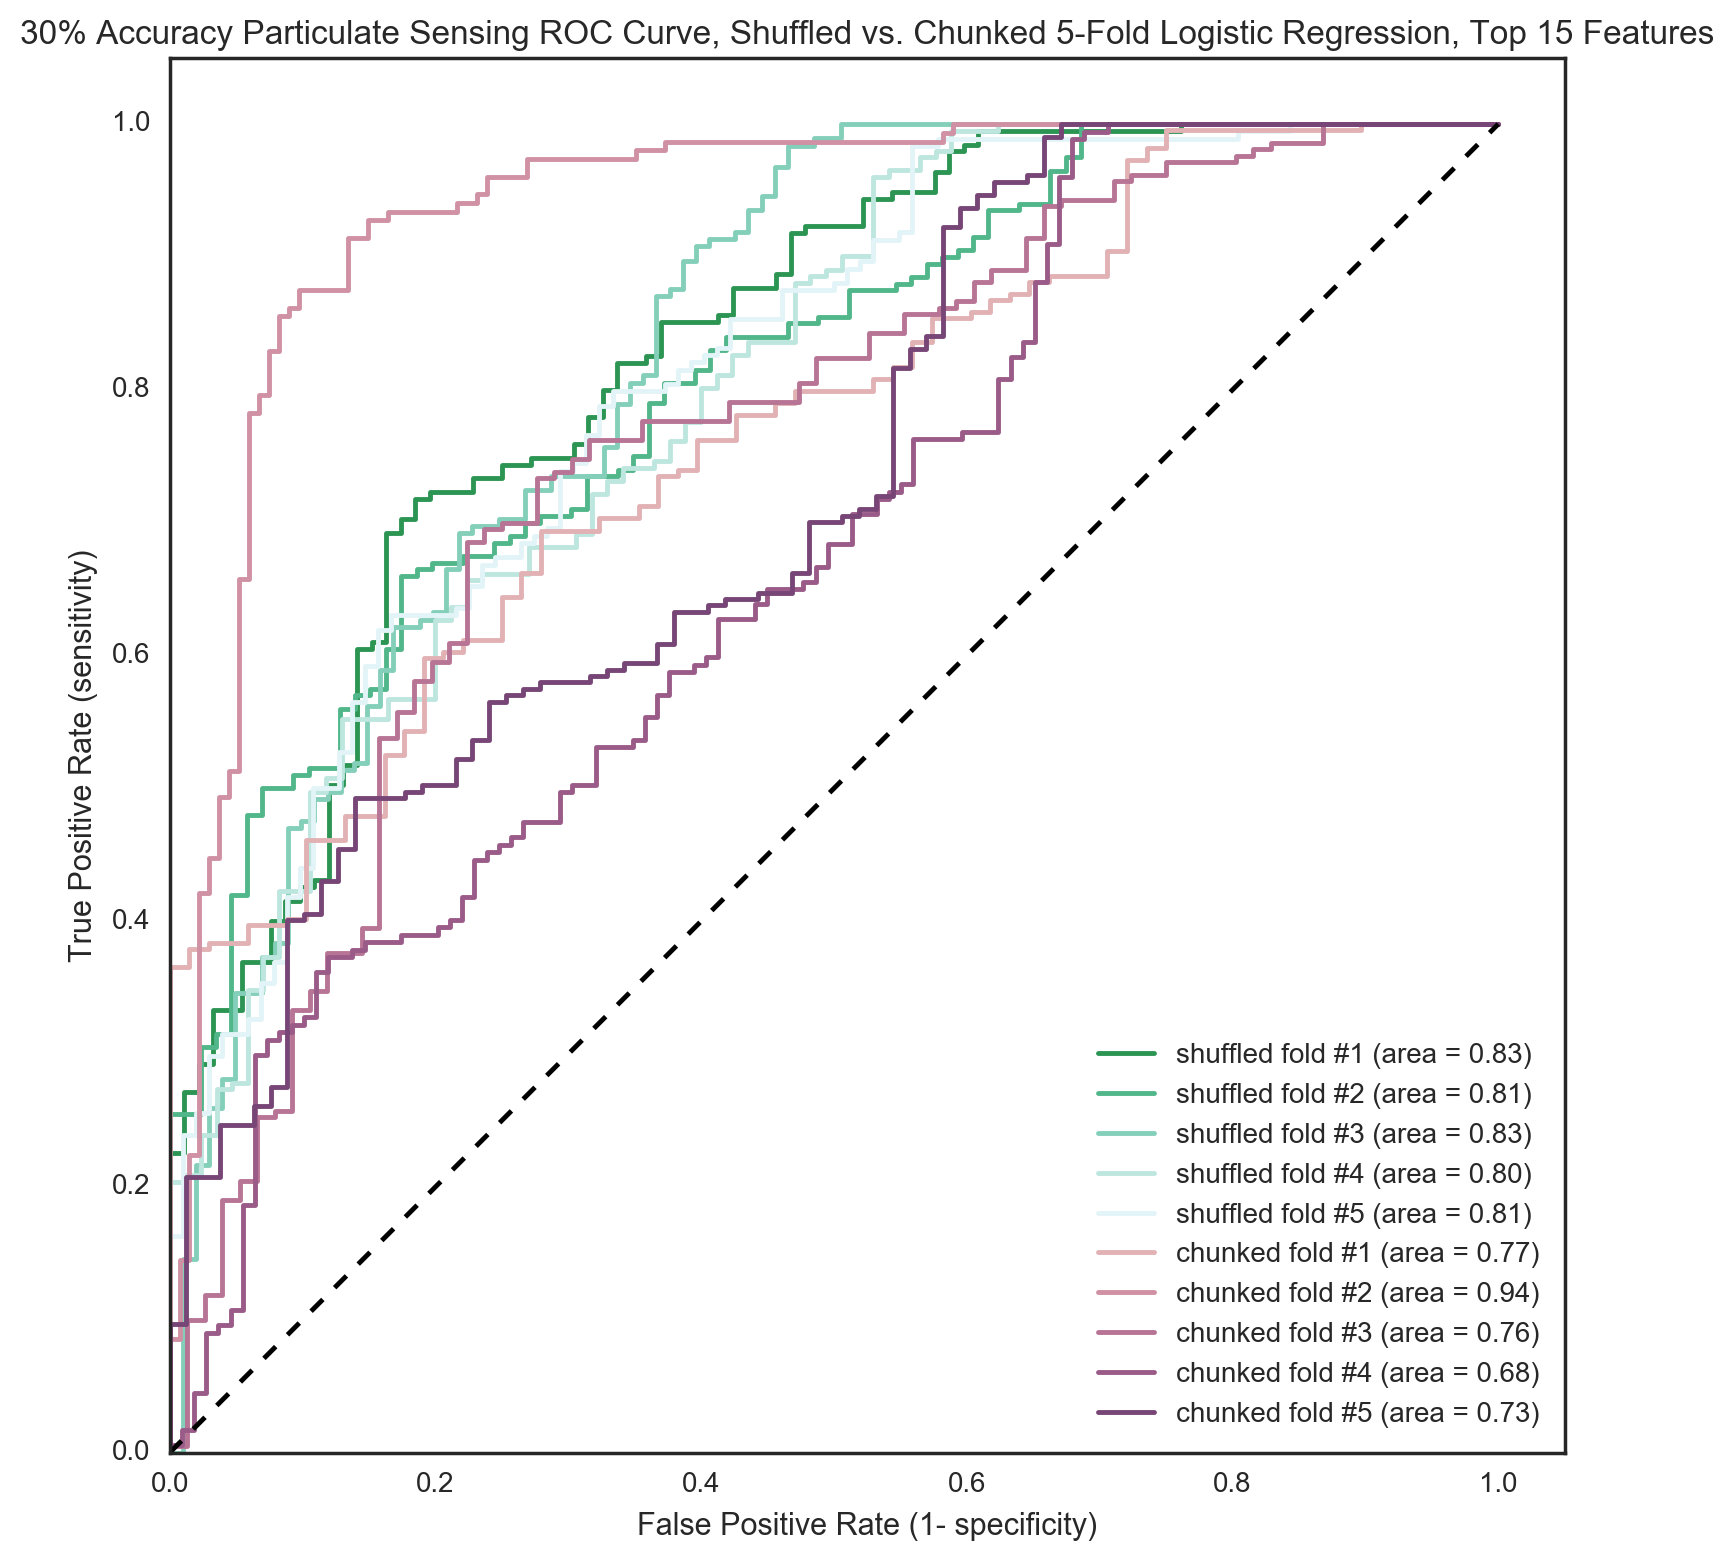 30% Accuracy Particulate Sensing ROC Curve, Shuffled vs. Chunked 5-Fold Logistic Regression, Top 15 Features
1.0
0.8
0.6
0.4
0.2
0.0
True Positive Rate (sensitivity)
shuffled fold #1 (area = 0.83)
shuffled fold #2 (area = 0.81)
shuffled fold #3 (area = 0.83)
shuffled fold #4 (area = 0.80)
shuffled fold #5 (area = 0.81)
chunked fold #1 (area = 0.77)
chunked fold #2 (area = 0.94)
chunked fold #3 (area = 0.76)
chunked fold #4 (area = 0.68)
chunked fold #5 (area = 0.73)
0.0 0.2 0.4 0.6 0.8 1.0
False Positive Rate (1- specificity)